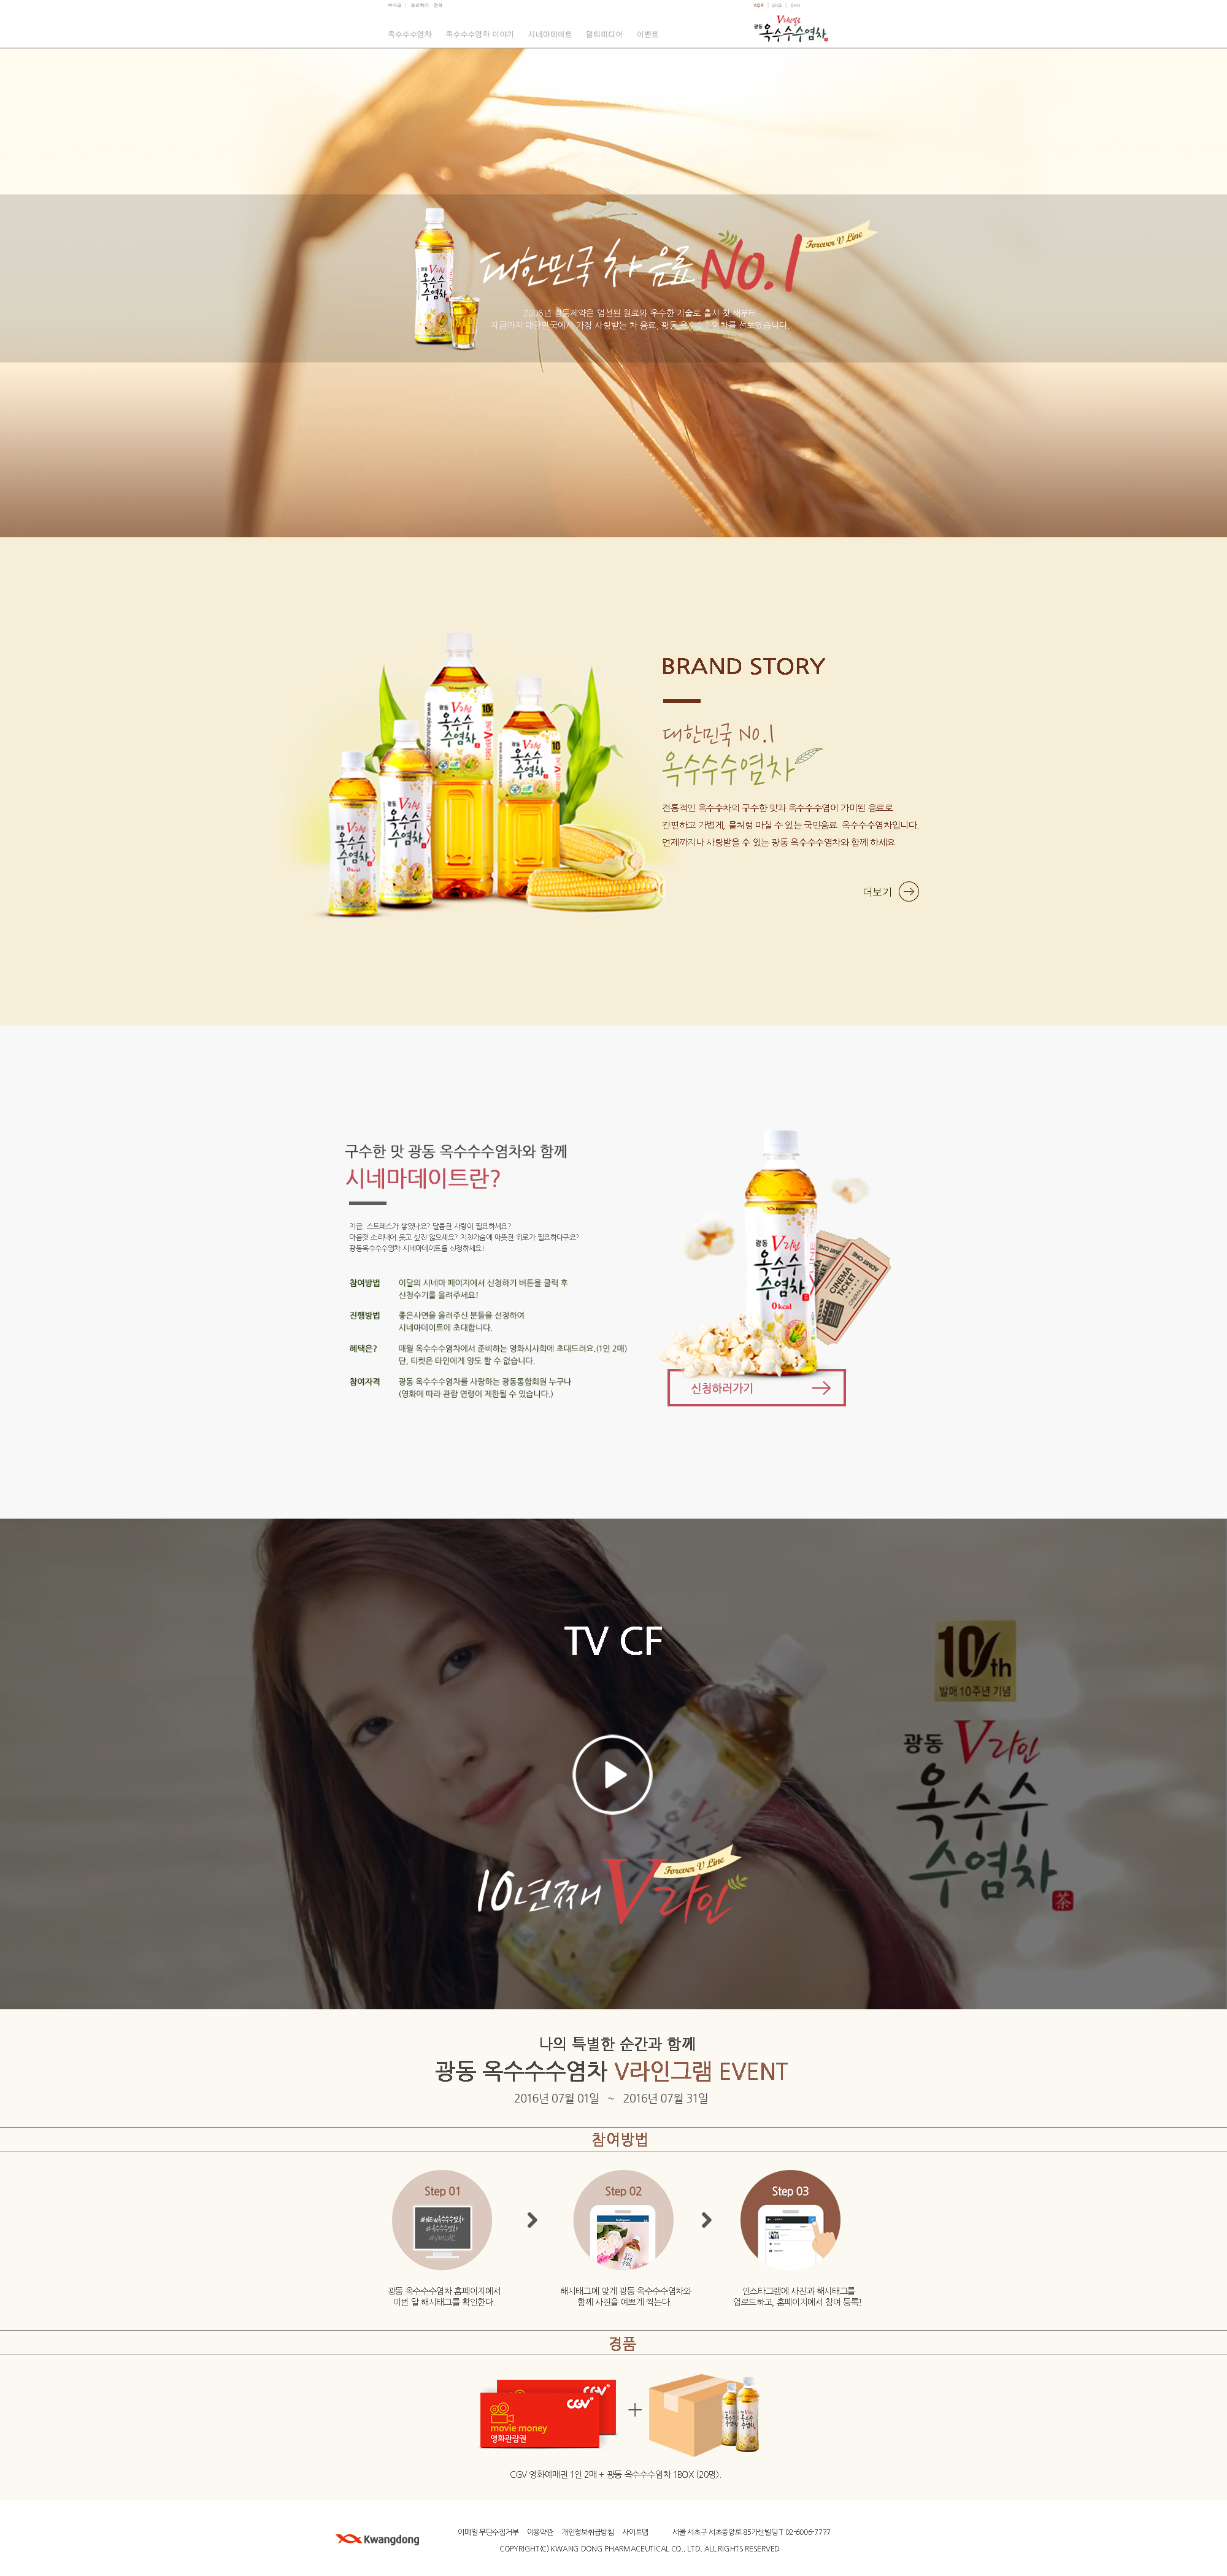 KOR | ENG | CHN
옥수수수염차 옥수수수염차 이야기 시네마데이트 멀티미디어 이벤트
광동 V라인 옥수수수염차
Forever V Line
대한민국 차 음료 No.1
2006년 광동제약은 엄선된 원료와 우수한 기술로 출시 첫 해부터
지금까지 대한민국에서 가장 사랑받는 차 음료, 광동 옥수수수염차를 선보였습니다.
BRAND STORY
대한민국 No.1
옥수수수염차
전통적인 옥수수차의 구수한 맛과 옥수수수염이 가미된 음료로
간편하고 가볍게, 물처럼 마실 수 있는 국민음료 옥수수수염차입니다.
언제까지나 사랑받을 수 있는 광동 옥수수수염차와 함께 하세요
더보기
구수한 맛 광동 옥수수수염차와 함께
시네마데이트란?
지금, 스트레스가 쌓였나요? 달콤한 사랑이 필요하세요?
마음껏 소리내어 웃고 싶진 않으세요? 지친가슴에 따뜻한 위로가 필요하다구요?
광동옥수수수염차 시네마데이트를 신청하세요!
참여방법 이달의 시네마 페이지에서 신청하기 버튼을 클릭 후
신청수기를 올려주세요!
진행방법 좋은사연을 올려주신 분들을 선정하여
시네마데이트에 초대합니다.
혜택은? 매월 옥수수수염차에서 준비하는 영화시사회에 초대드려요.(1인 2매)
단, 티켓은 타인에게 양도 할 수 없습니다.
참여자격 광동 옥수수수염차를 사랑하는 광동통합회원 누구나
(영화에 따라 관람 연령이 제한될 수 있습니다.)
광동 V라인
옥수수
수염차
0kcal
CINEMA TICKET
ADMIT ONE
신청하러가기
TV CF
10th
발매 10주년 기념
광동 V라인
옥수수
수염차
茶
Forever V Line
10년째 V라인
나의 특별한 순간과 함께
광동 옥수수수염차 V라인그램 EVENT
2016년 07월 01일 ~ 2016년 07월 31일
참여방법
Step 01
Step 02
Step 03
광동 옥수수수염차 홈페이지에서
이번 달 해시태그를 확인한다.
해시태그에 맞게 광동 옥수수수염차와
함께 사진을 예쁘게 찍는다.
인스타그램에 사진과 해시태그를
업로드하고, 홈페이지에서 참여 등록!
경품
CGV
CGV
movie money
영화관람권
CGV 영화예매권 1인 2매 + 광동 옥수수수염차 1BOX (20명).
Kwangdong
이메일 무단수집거부 이용약관 개인정보취급방침 사이트맵 서울 서초구 서초중앙로 85가산빌딩 T 02-6006-7777
COPYRIGHT(C) KWANG DONG PHARMACEUTICAL CO., LTD. ALL RIGHTS RESERVED